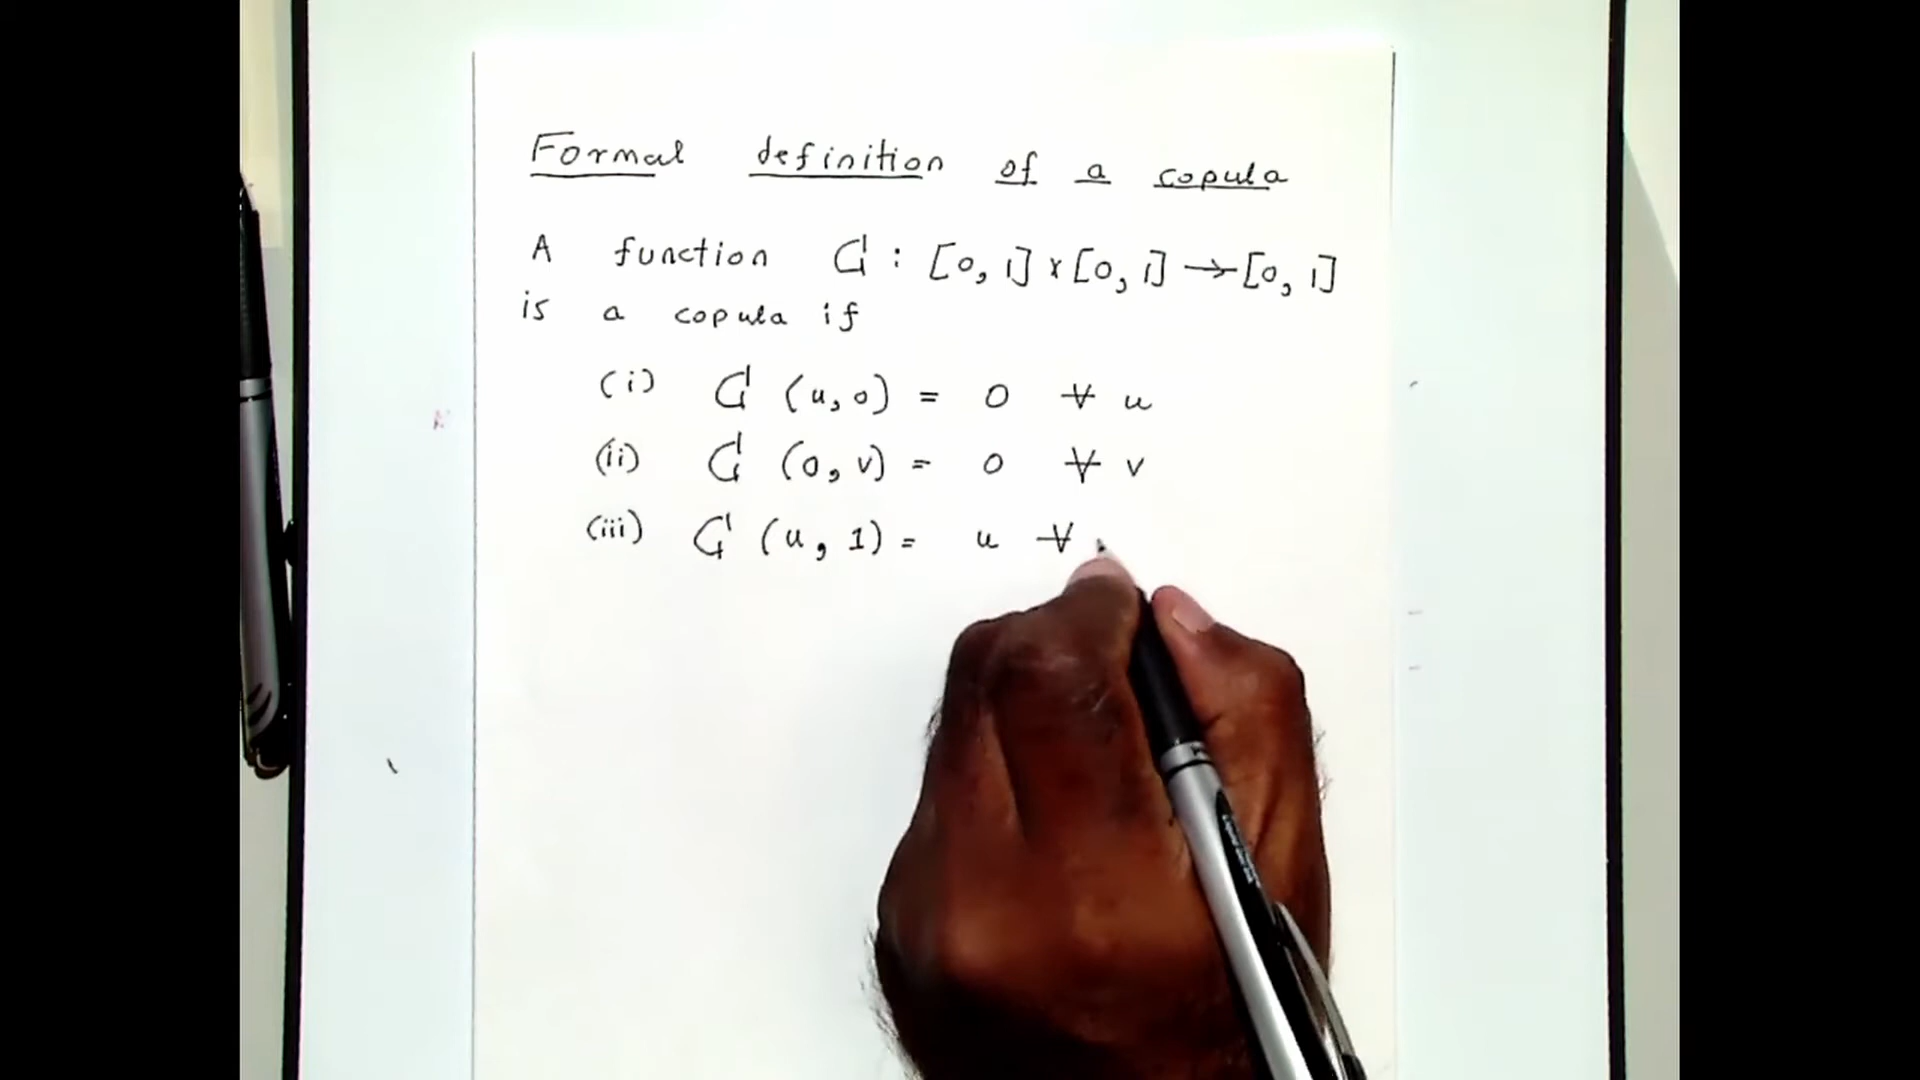 Formal definition of a copula
A function C : [0, 1] × [0, 1] → [0, 1]
is a copula if
(i) C (u, 0) = 0 ∀ u
(ii) C (0, v) = 0 ∀ v
(iii) C (u, 1) = u ∀